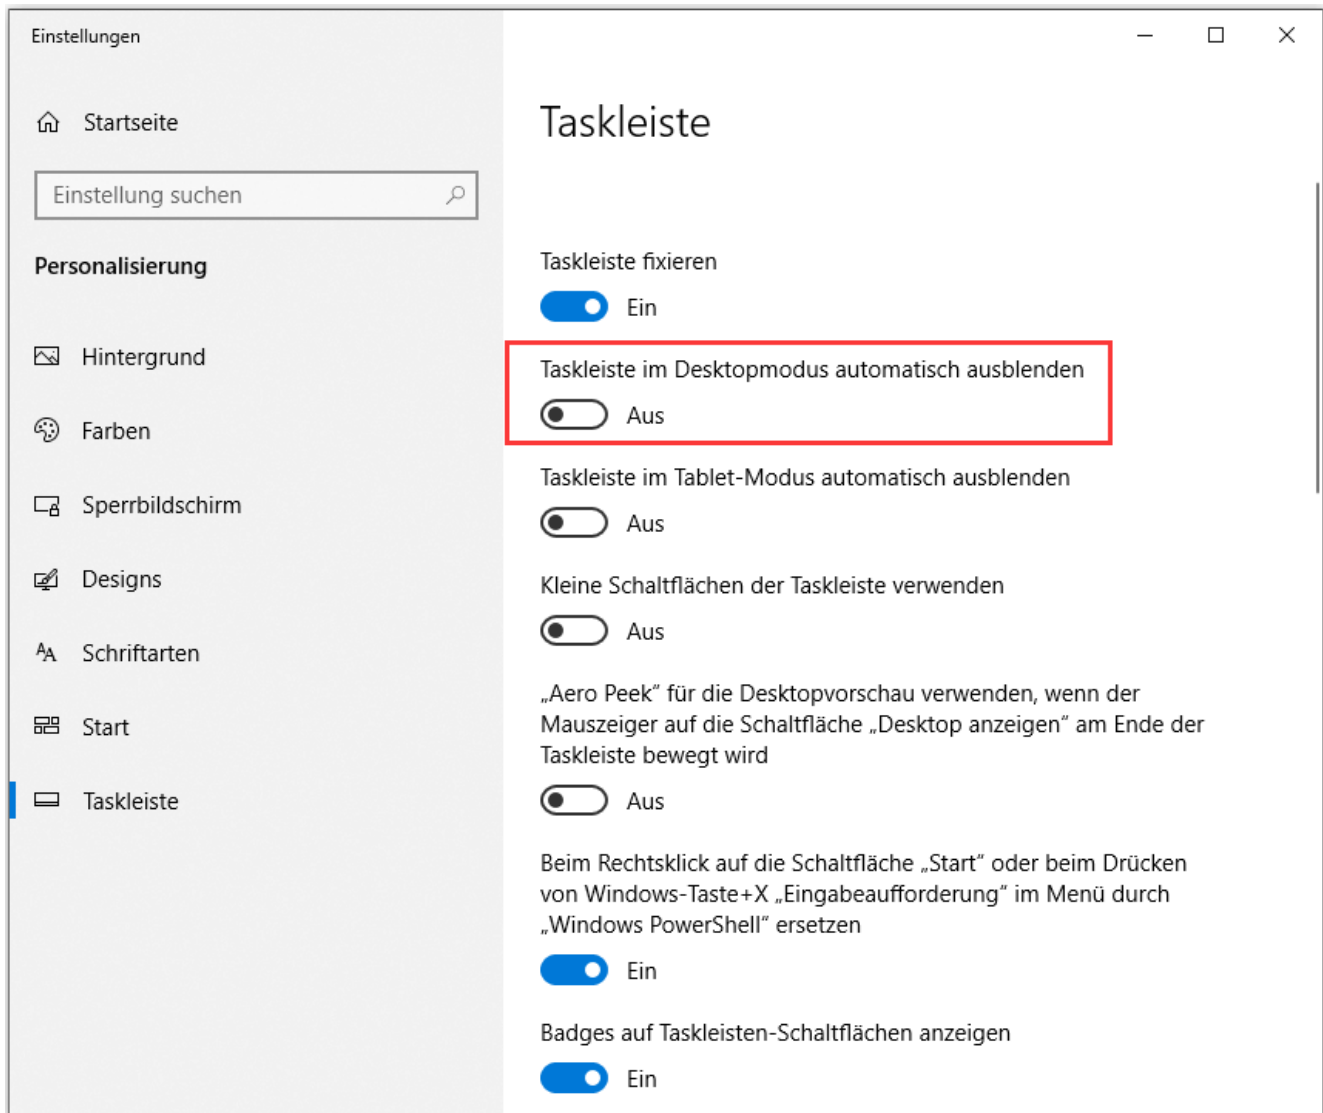 Einstellungen
Startseite
Einstellung suchen
Personalisierung
Hintergrund
Farben
Sperrbildschirm
Designs
Schriftarten
Start
Taskleiste
Taskleiste
Taskleiste fixieren
Ein
Taskleiste im Desktopmodus automatisch ausblenden
Aus
Taskleiste im Tablet-Modus automatisch ausblenden
Aus
Kleine Schaltflächen der Taskleiste verwenden
Aus
„Aero Peek“ für die Desktopvorschau verwenden, wenn der
Mauszeiger auf die Schaltfläche „Desktop anzeigen“ am Ende der
Taskleiste bewegt wird
Aus
Beim Rechtsklick auf die Schaltfläche „Start“ oder beim Drücken
von Windows-Taste+X „Eingabeaufforderung“ im Menü durch
„Windows PowerShell“ ersetzen
Ein
Badges auf Taskleisten-Schaltflächen anzeigen
Ein